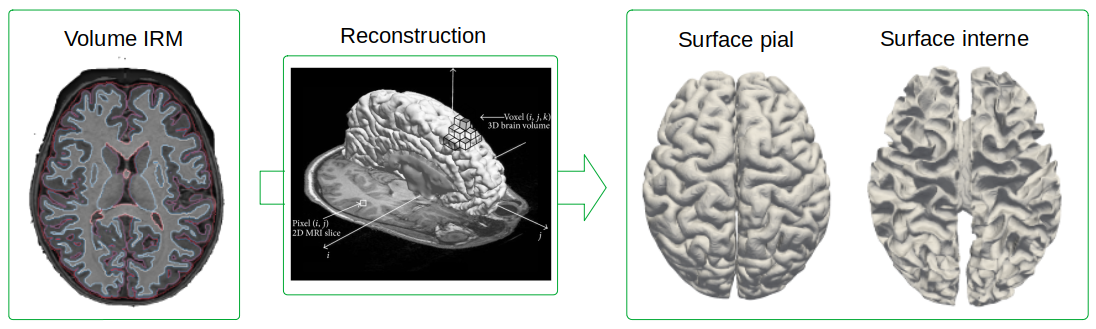 Volume IRM
Reconstruction
Surface pial
Surface interne
Voxel (i, j, k)
3D brain volume
Pixel (i, j)
2D MRI slice
i
j